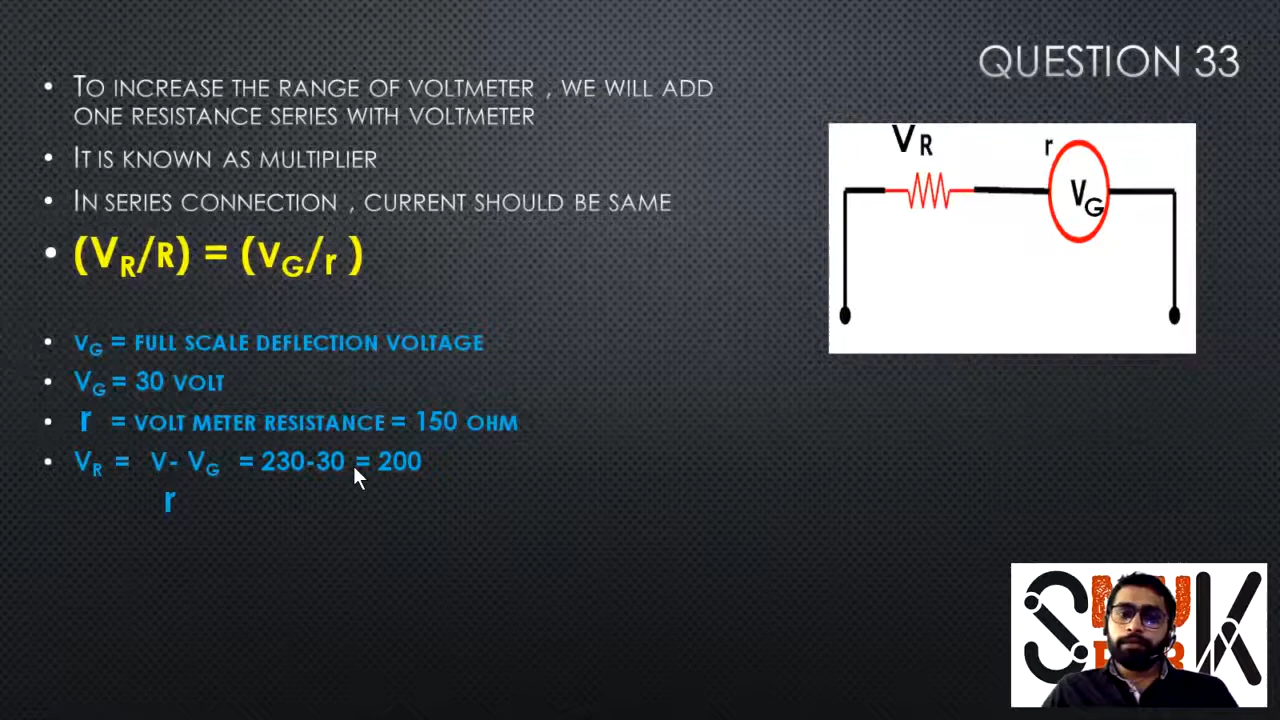 QUESTION 33
• TO INCREASE THE RANGE OF VOLTMETER , WE WILL ADD
ONE RESISTANCE SERIES WITH VOLTMETER
• IT IS KNOWN AS MULTIPLIER
• IN SERIES CONNECTION , CURRENT SHOULD BE SAME
• (VR/R) = (VG/r )
• VG = FULL SCALE DEFLECTION VOLTAGE
• VG = 30 VOLT
• r = VOLT METER RESISTANCE = 150 OHM
• VR = V- VG = 230-30 = 200
r
VR
r
VG